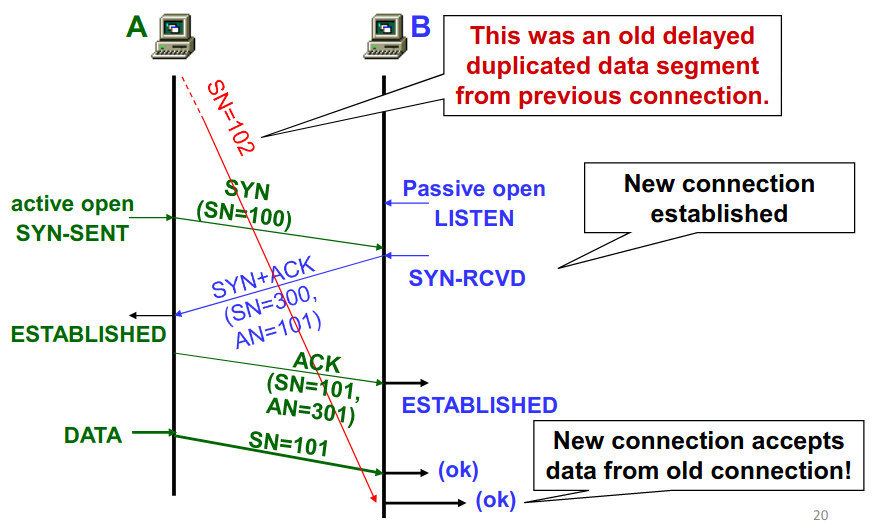 A
B
This was an old delayed
duplicated data segment
from previous connection.
SN=102
SYN
(SN=100)
active open
SYN-SENT
Passive open
LISTEN
New connection
established
SYN+ACK
(SN=300,
AN=101)
SYN-RCVD
ESTABLISHED
ACK
(SN=101,
AN=301)
ESTABLISHED
DATA
SN=101
(ok)
New connection accepts
data from old connection!
(ok)
20